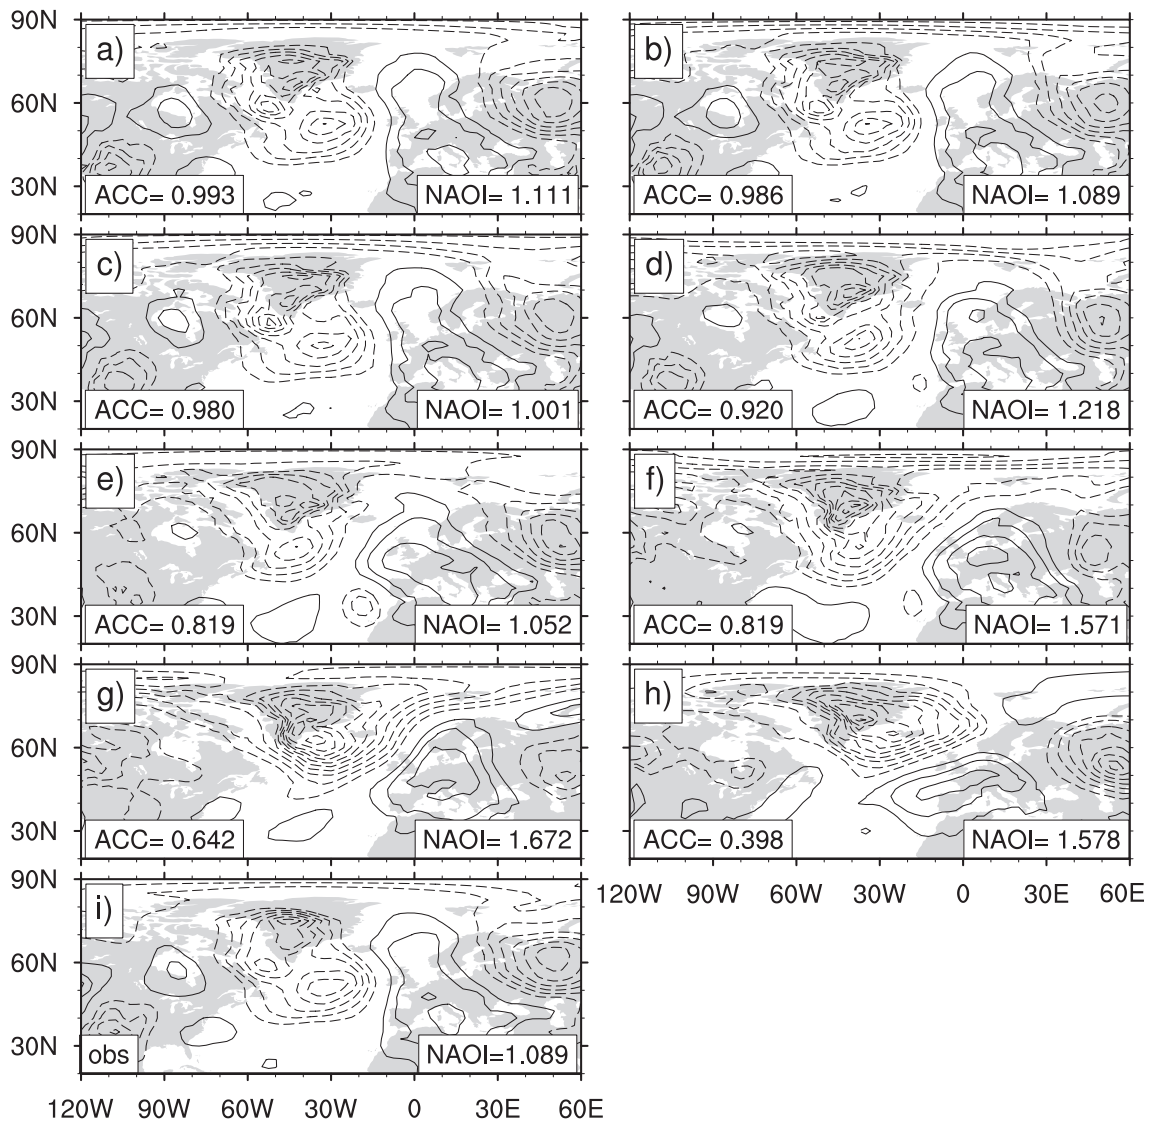 90N
a)
b)
60N
30N
ACC= 0.993
NAOI= 1.111
ACC= 0.986
NAOI= 1.089
90N
c)
d)
60N
30N
ACC= 0.980
NAOI= 1.001
ACC= 0.920
NAOI= 1.218
90N
e)
f)
60N
30N
ACC= 0.819
NAOI= 1.052
ACC= 0.819
NAOI= 1.571
90N
g)
h)
60N
30N
ACC= 0.642
NAOI= 1.672
ACC= 0.398
NAOI= 1.578
90N
120W 90W 60W 30W 0 30E 60E
i)
60N
30N
obs
NAOI=1.089
120W 90W 60W 30W 0 30E 60E